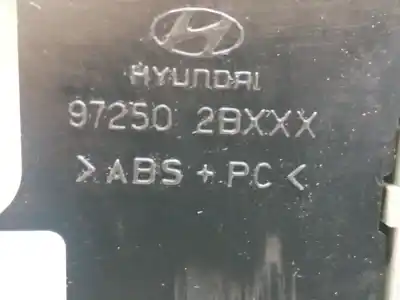 HYUNDAI
97250 2BXXX
>ABS + PC<